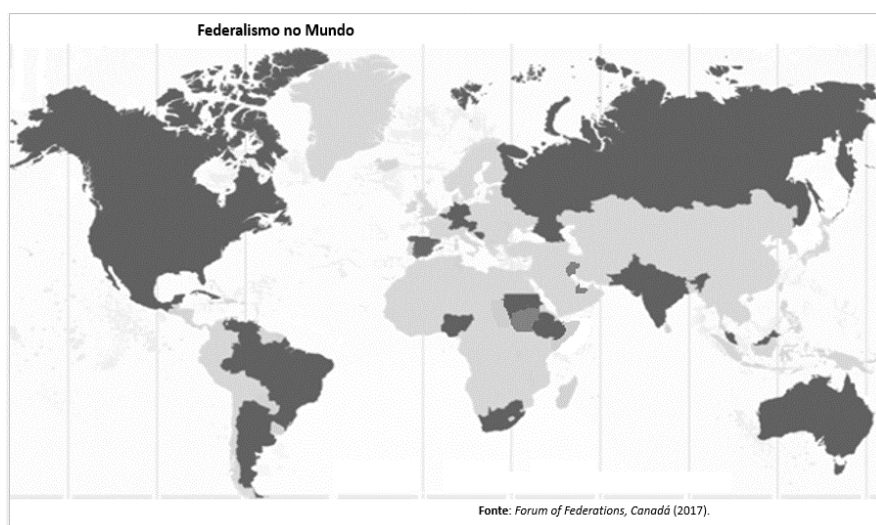 Federalismo no Mundo
Fonte: Forum of Federations, Canadá (2017).